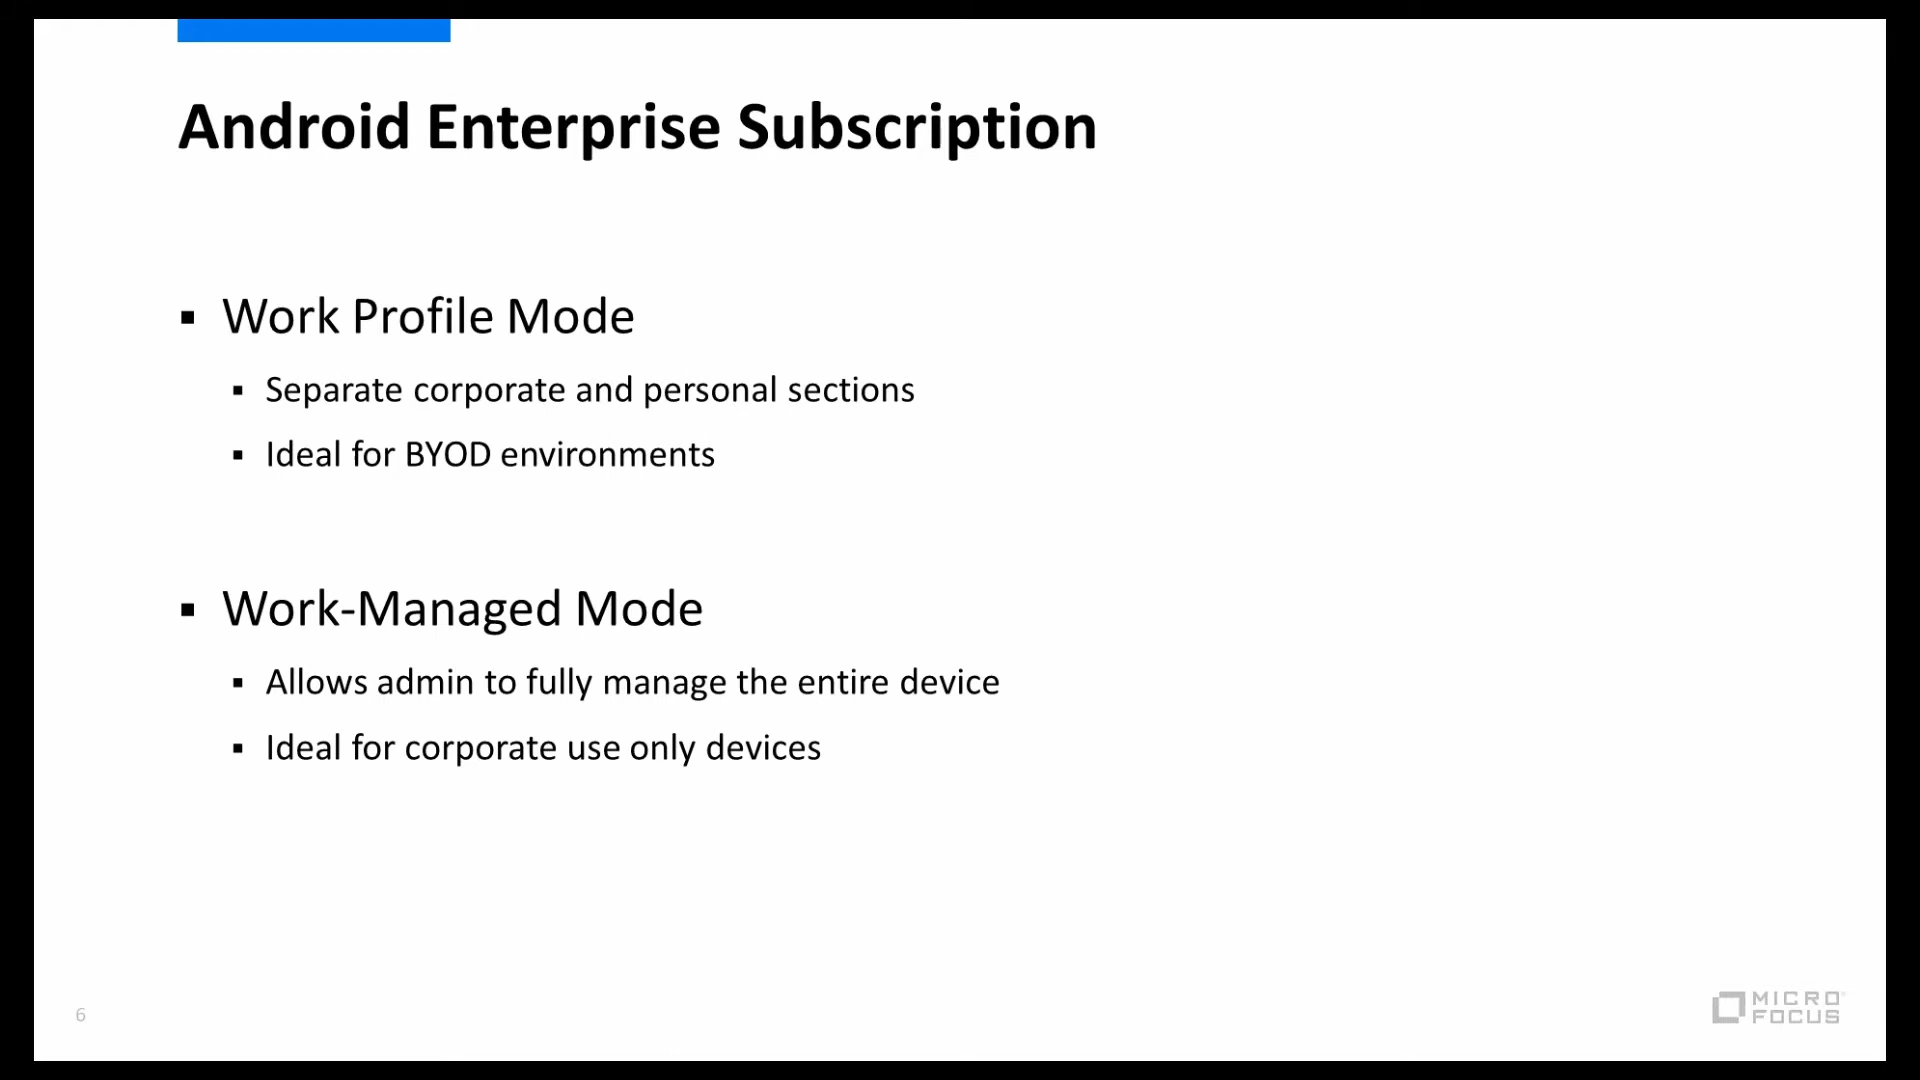 Android Enterprise Subscription
▪ Work Profile Mode
▪ Separate corporate and personal sections
▪ Ideal for BYOD environments
▪ Work-Managed Mode
▪ Allows admin to fully manage the entire device
▪ Ideal for corporate use only devices
6
MICRO
FOCUS